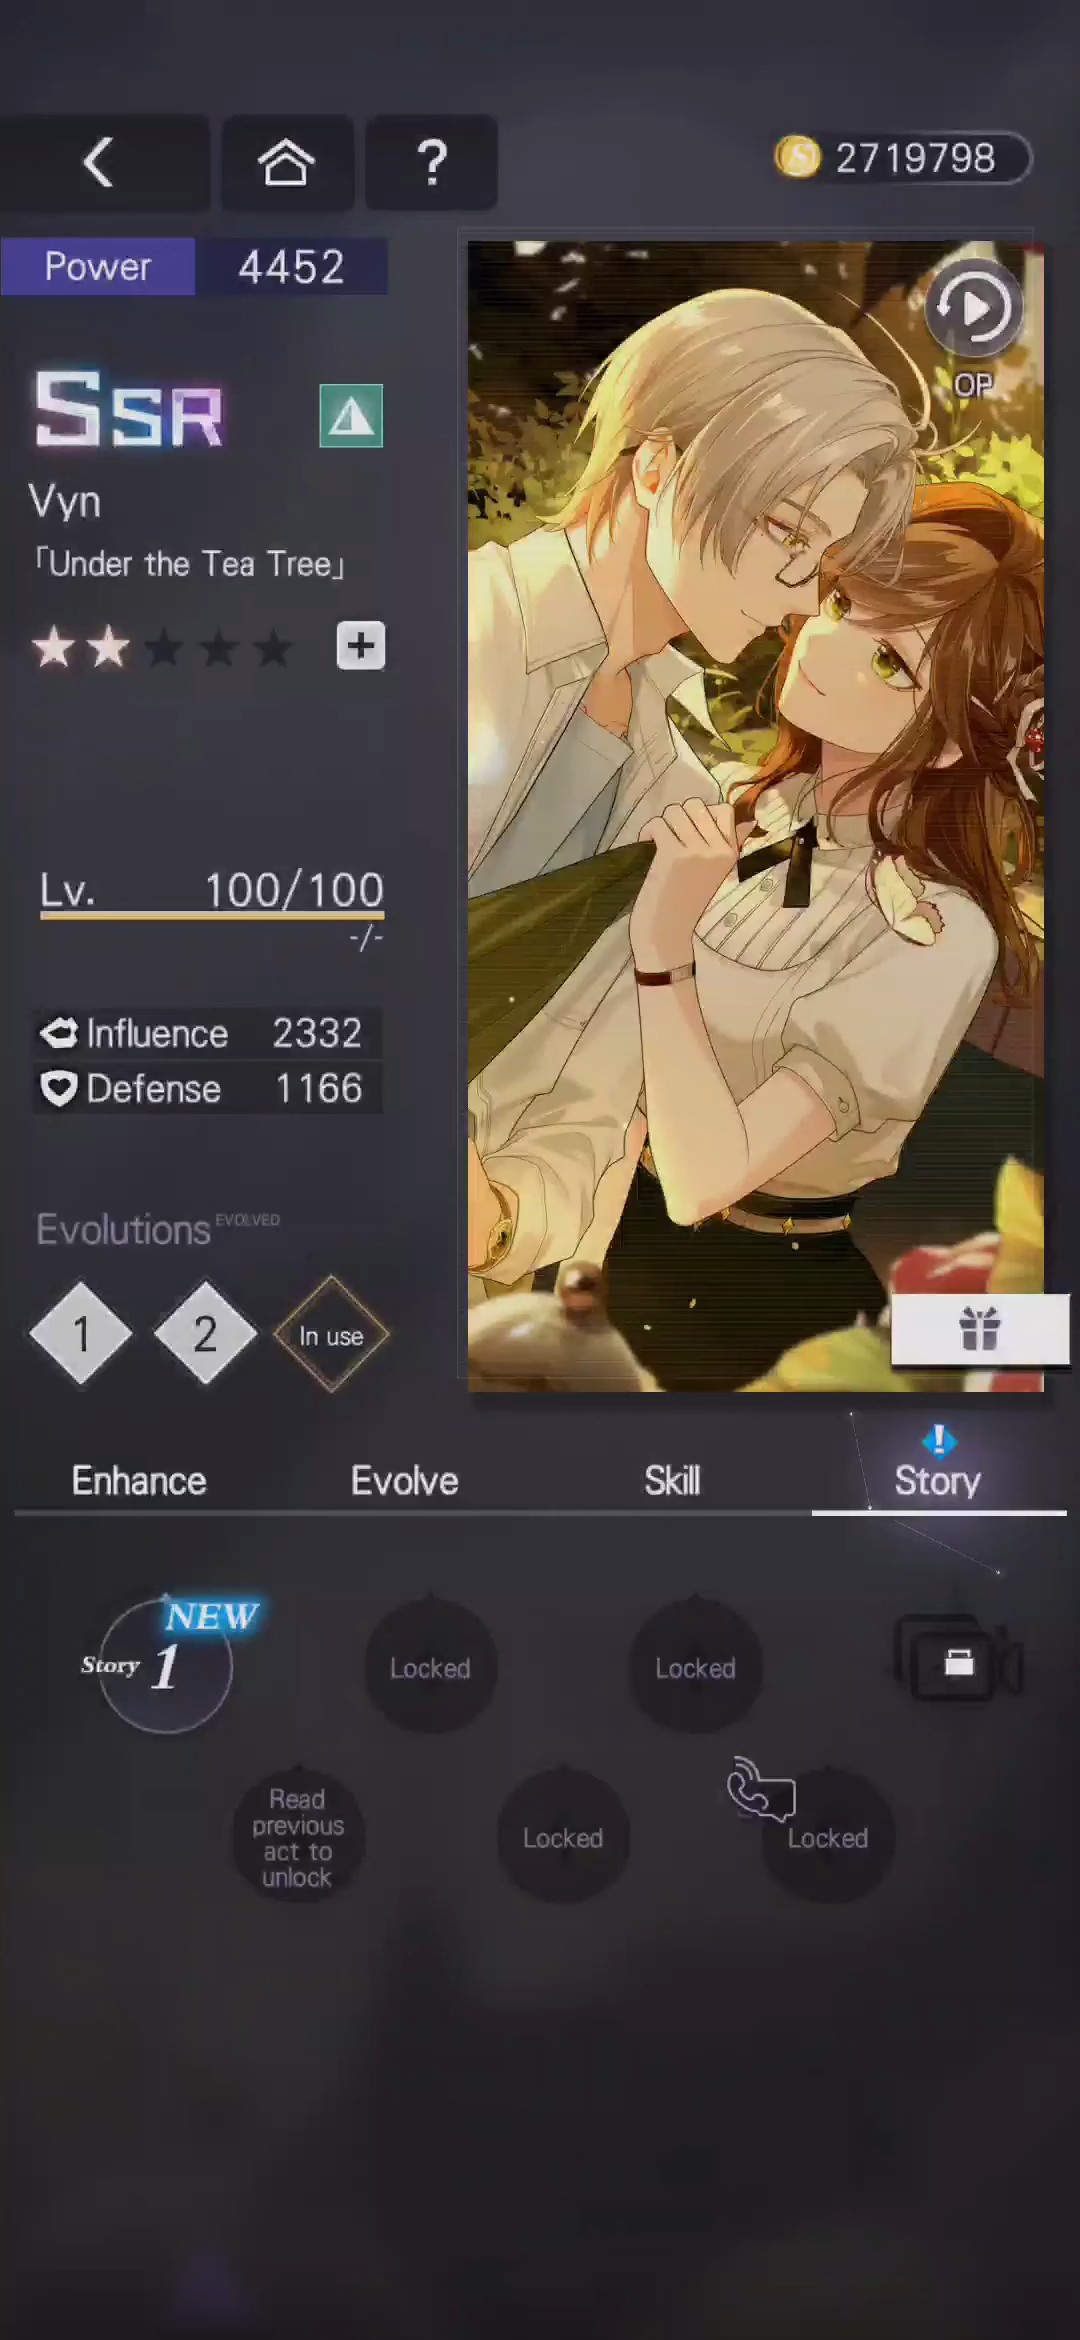 ?
2719798
Power 4452
OP
SSR
Vyn
「Under the Tea Tree」
Lv. 100/100
-/-
Influence 2332
Defense 1166
Evolutions EVOLVED
1 2 In use
!
Enhance Evolve Skill Story
NEW
Story 1
Locked
Locked
Read
previous
act to
unlock
Locked
Locked